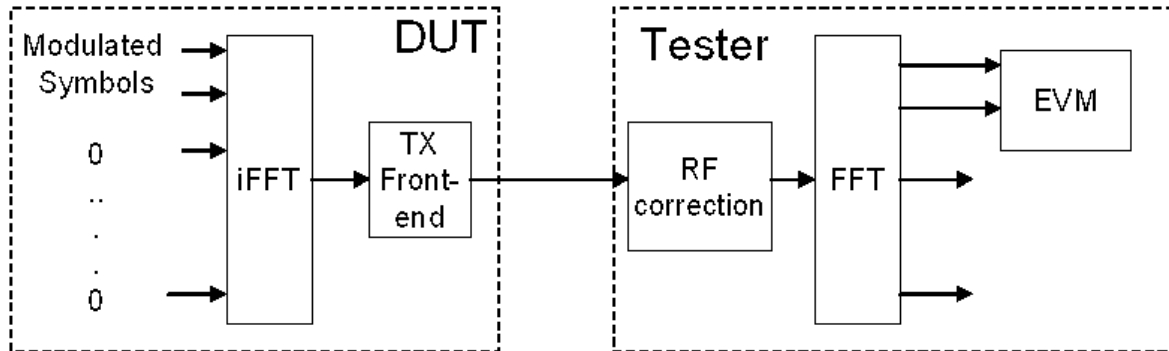 DUT
Modulated
Symbols
0
..
.
.
0
iFFT
TX
Front-
end
Tester
RF
correction
FFT
EVM